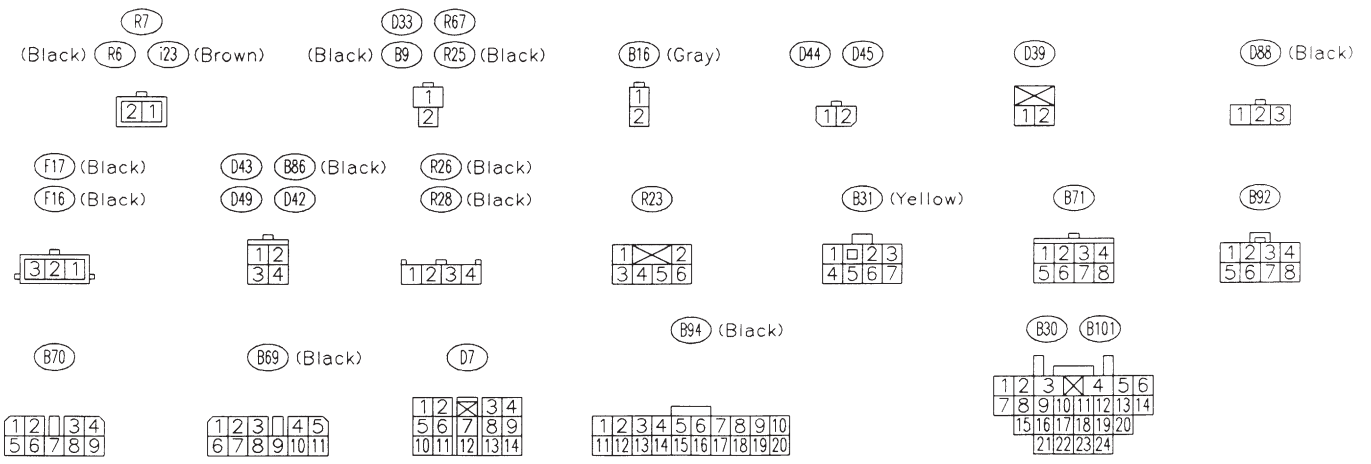 R7 D33 R67
(Black) R6 i23 (Brown) (Black) B9 R25 (Black) B16 (Gray) D44 D45 D39 D88 (Black)
2 1
1
2
1
2
1 2
1 2
1 2 3
F17 (Black) D43 B86 (Black) R26 (Black)
F16 (Black) D49 D42 R28 (Black) R23 B31 (Yellow) B71 B92
3 2 1
1 2
3 4
1 2 3 4
1 2
3 4 5 6
1 2 3
4 5 6 7
1 2 3 4
5 6 7 8
1 2 3 4
5 6 7 8
B94 (Black) B30 B101
B70 B69 (Black) D7
1 2 3 4
5 6 7 8 9
1 2 3 4 5
6 7 8 9 10 11
1 2 3 4
5 6 7 8 9
10 11 12 13 14
1 2 3 4 5 6 7 8 9 10
11 12 13 14 15 16 17 18 19 20
1 2 3 4 5 6
7 8 9 10 11 12 13 14
15 16 17 18 19 20
21 22 23 24